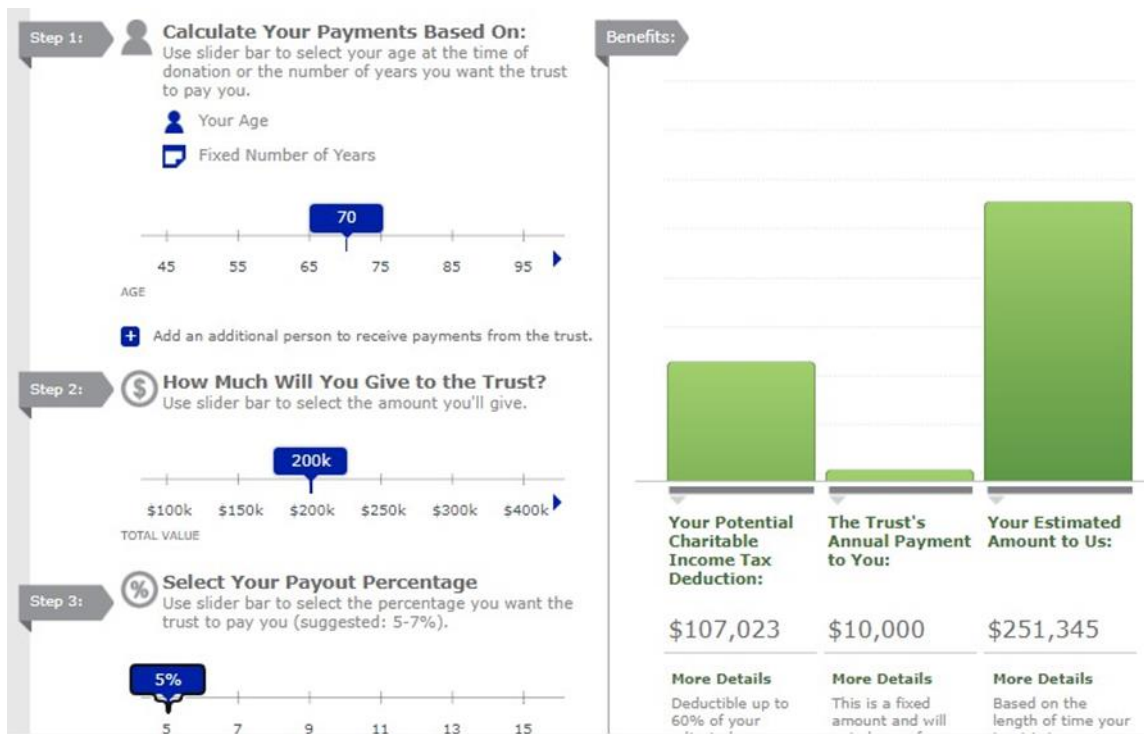 Step 1:
Calculate Your Payments Based On:
Use slider bar to select your age at the time of
donation or the number of years you want the trust
to pay you.
Your Age
Fixed Number of Years
70
45 55 65 75 85 95
AGE
+ Add an additional person to receive payments from the trust.
Step 2:
$
How Much Will You Give to the Trust?
Use slider bar to select the amount you'll give.
200k
$100k $150k $200k $250k $300k $400k
TOTAL VALUE
Step 3:
%
Select Your Payout Percentage
Use slider bar to select the percentage you want the
trust to pay you (suggested: 5-7%).
5%
5 7 9 11 13 15
Benefits:
Your Potential
Charitable
Income Tax
Deduction:
$107,023
More Details
Deductible up to
60% of your
The Trust's
Annual Payment
to You:
$10,000
More Details
This is a fixed
amount and will
Your Estimated
Amount to Us:
$251,345
More Details
Based on the
length of time your